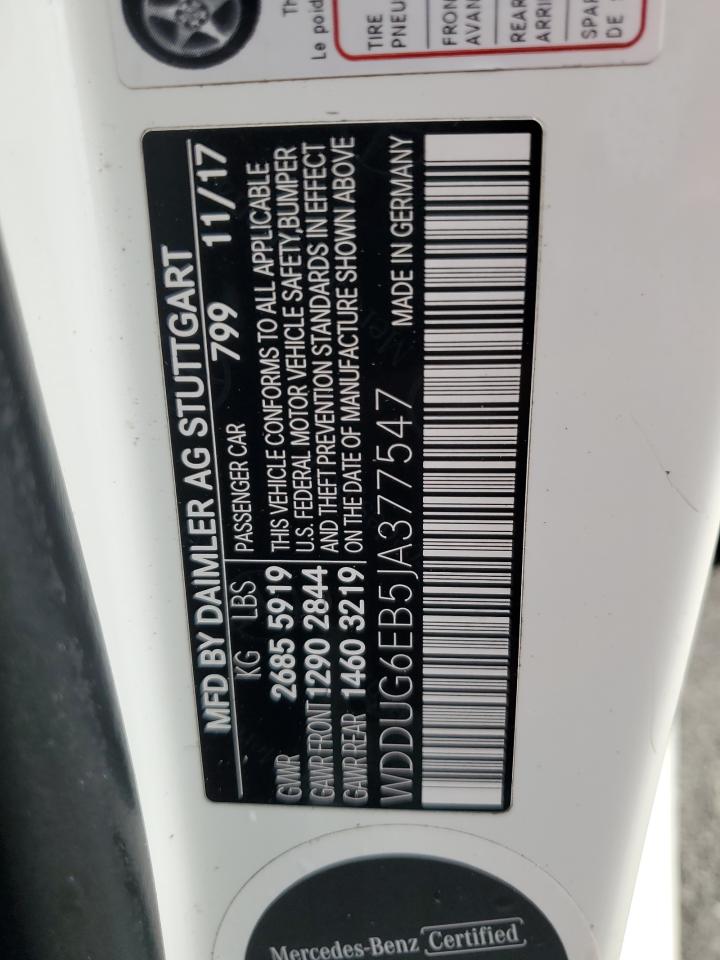 MFD BY DAIMLER AG STUTTGART
KG LBS 799 11/17
GVWR 2685 5919
GAWR FRONT 1290 2844
GAWR REAR 1460 3219
PASSENGER CAR
THIS VEHICLE CONFORMS TO ALL APPLICABLE
U.S. FEDERAL MOTOR VEHICLE SAFETY, BUMPER
AND THEFT PREVENTION STANDARDS IN EFFECT
ON THE DATE OF MANUFACTURE SHOWN ABOVE
WDDUG6EB5JA377547 MADE IN GERMANY
Th
Le poid
TIRE
PNEU
FRON
AVAN
REAR
ARRI
SPAR
DE
Mercedes-Benz Certified